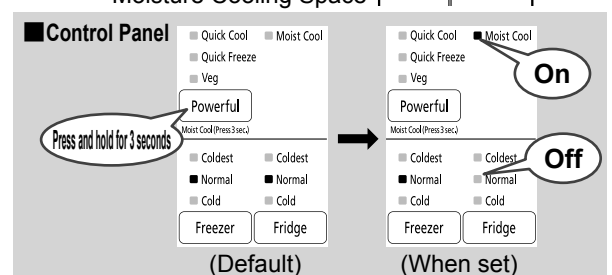 Moisture Cooling Space
■Control Panel
Quick Cool
Moist Cool
Quick Freeze
Veg
Powerful
Moist Cool (Press 3 sec.)
Press and hold for 3 seconds
Coldest
Coldest
Normal
Normal
Cold
Cold
Freezer
Fridge
(Default)
Quick Cool
Moist Cool
On
Quick Freeze
Veg
Powerful
Moist Cool (Press 3 sec.)
Coldest
Coldest
Off
Normal
Normal
Cold
Cold
Freezer
Fridge
(When set)